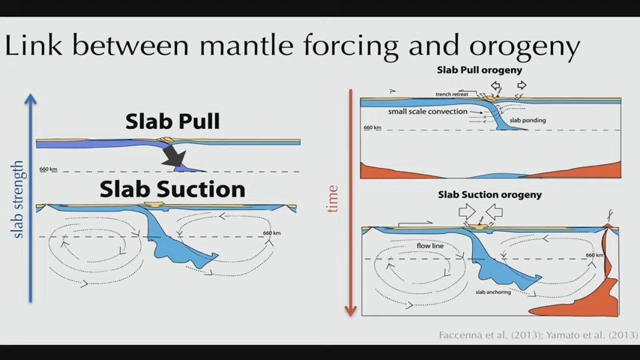 Link between mantle forcing and orogeny
slab strength
Slab Pull
660 km
Slab Suction
660 km
time
Slab Pull orogeny
trench retreat
small scale convection
slab ponding
660 km
Slab Suction orogeny
flow line
660 km
slab anchoring
Faccenna et al. (2013); Yamato et al. (2013)